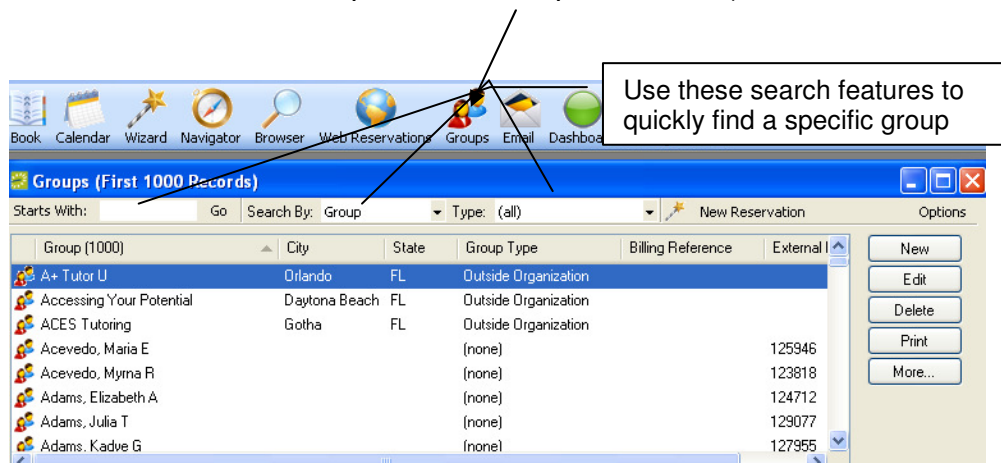 Use these search features to
quickly find a specific group
Book Calendar Wizard Navigator Browser Web Reservations Groups Email
Groups (First 1000 Records)
Starts With: Go Search By: Group Type: (all) New Reservation Options
Group (1000) City State Group Type Billing Reference External New
A+ Tutor U Orlando FL Outside Organization Edit
Accessing Your Potential Daytona Beach FL Outside Organization Delete
ACES Tutoring Gotha FL Outside Organization
Acevedo, Maria E (none) 125946 Print
Acevedo, Myrna R (none) 123818 More...
Adams, Elizabeth A (none) 124712
Adams, Julia T (none) 129077
Adams, Kadye G (none) 127955